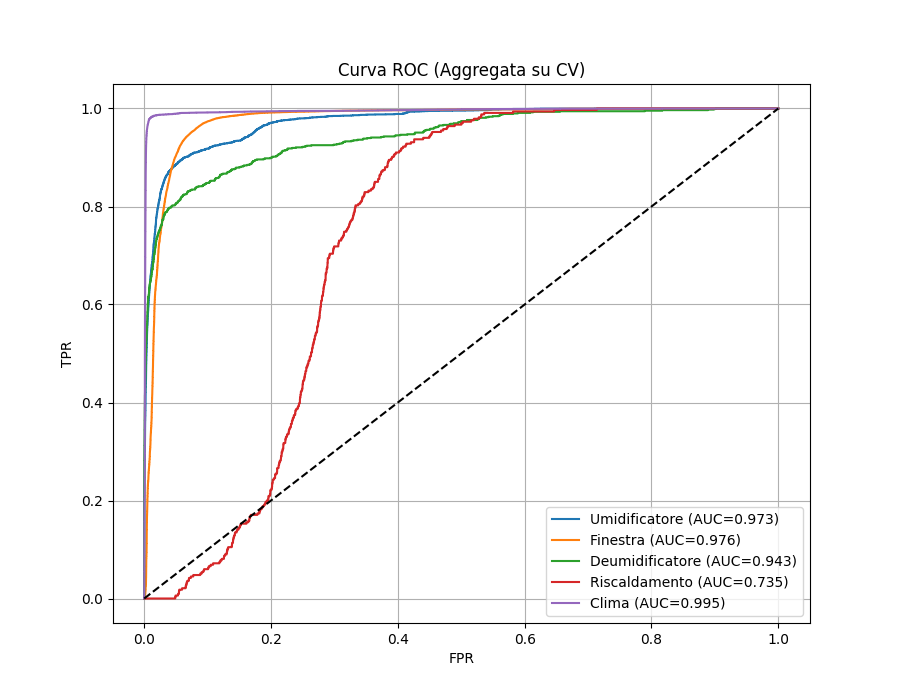 Curva ROC (Aggregata su CV)
TPR
1.0
0.8
0.6
0.4
0.2
0.0
0.0 0.2 0.4 0.6 0.8 1.0
FPR
Umidificatore (AUC=0.973)
Finestra (AUC=0.976)
Deumidificatore (AUC=0.943)
Riscaldamento (AUC=0.735)
Clima (AUC=0.995)